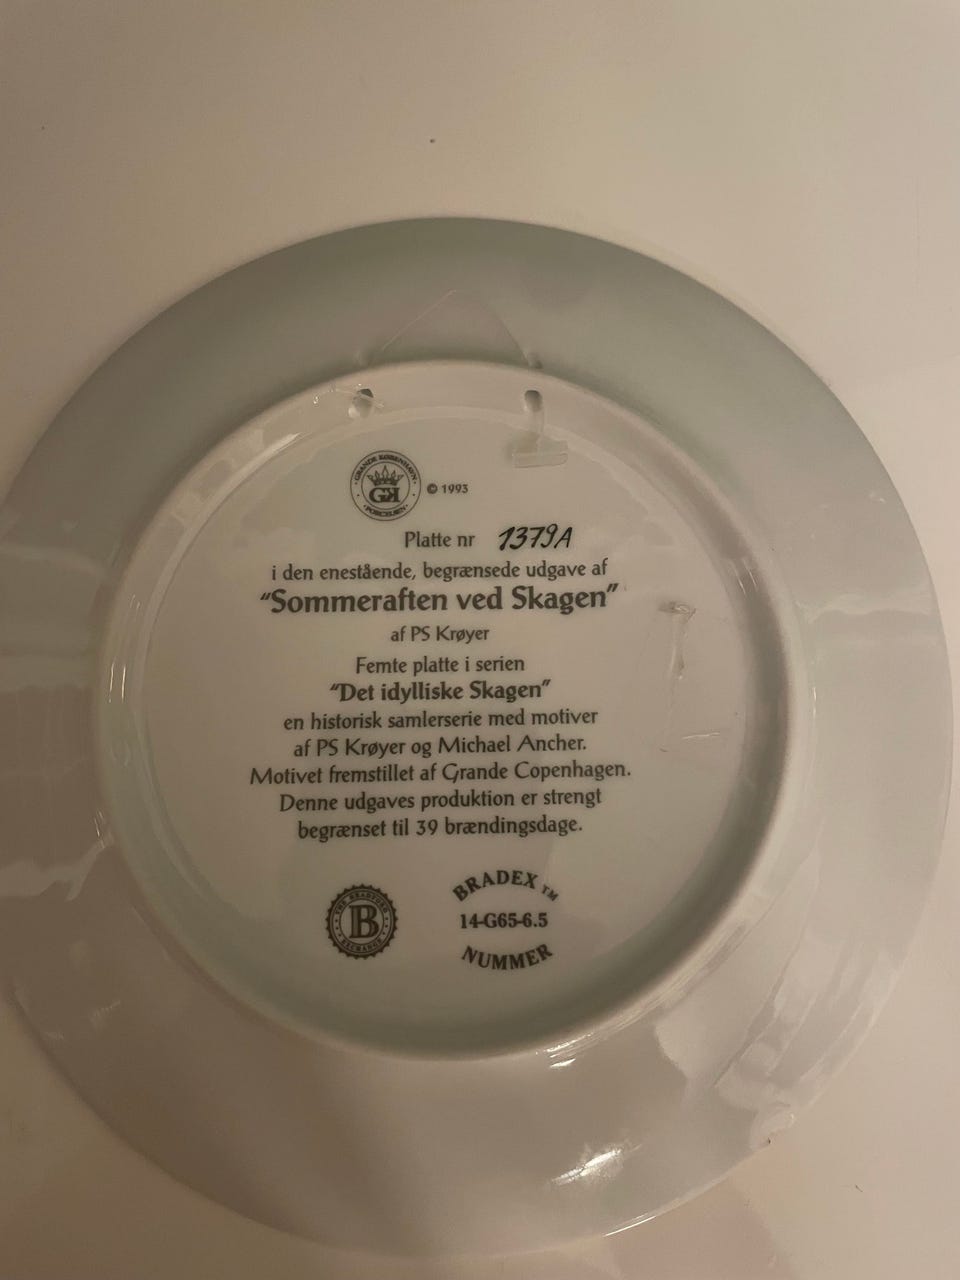 GRANDE KØBENHAVN
GK
PORCELÆN
© 1993
Platte nr 1379A
i den enestående, begrænsede udgave af
“Sommeraften ved Skagen”
af PS Krøyer
Femte platte i serien
“Det idylliske Skagen”
en historisk samlerserie med motiver
af PS Krøyer og Michael Ancher.
Motivet fremstillet af Grande Copenhagen.
Denne udgaves produktion er strengt
begrænset til 39 brændingsdage.
THE BRADFORD
B
EXCHANGE
BRADEX ™
14-G65-6.5
NUMMER